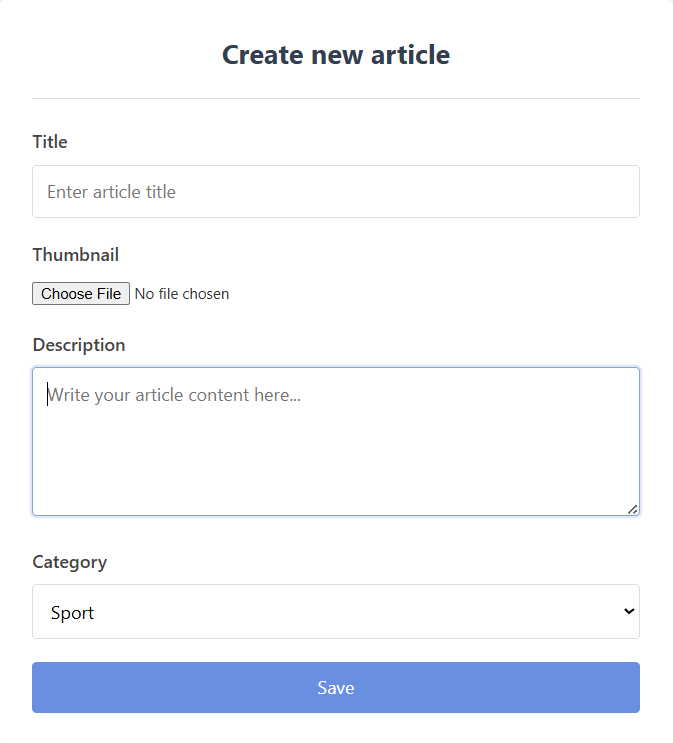 Create new article
Title
Enter article title
Thumbnail
Choose File No file chosen
Description
Write your article content here...
Category
Sport
Save